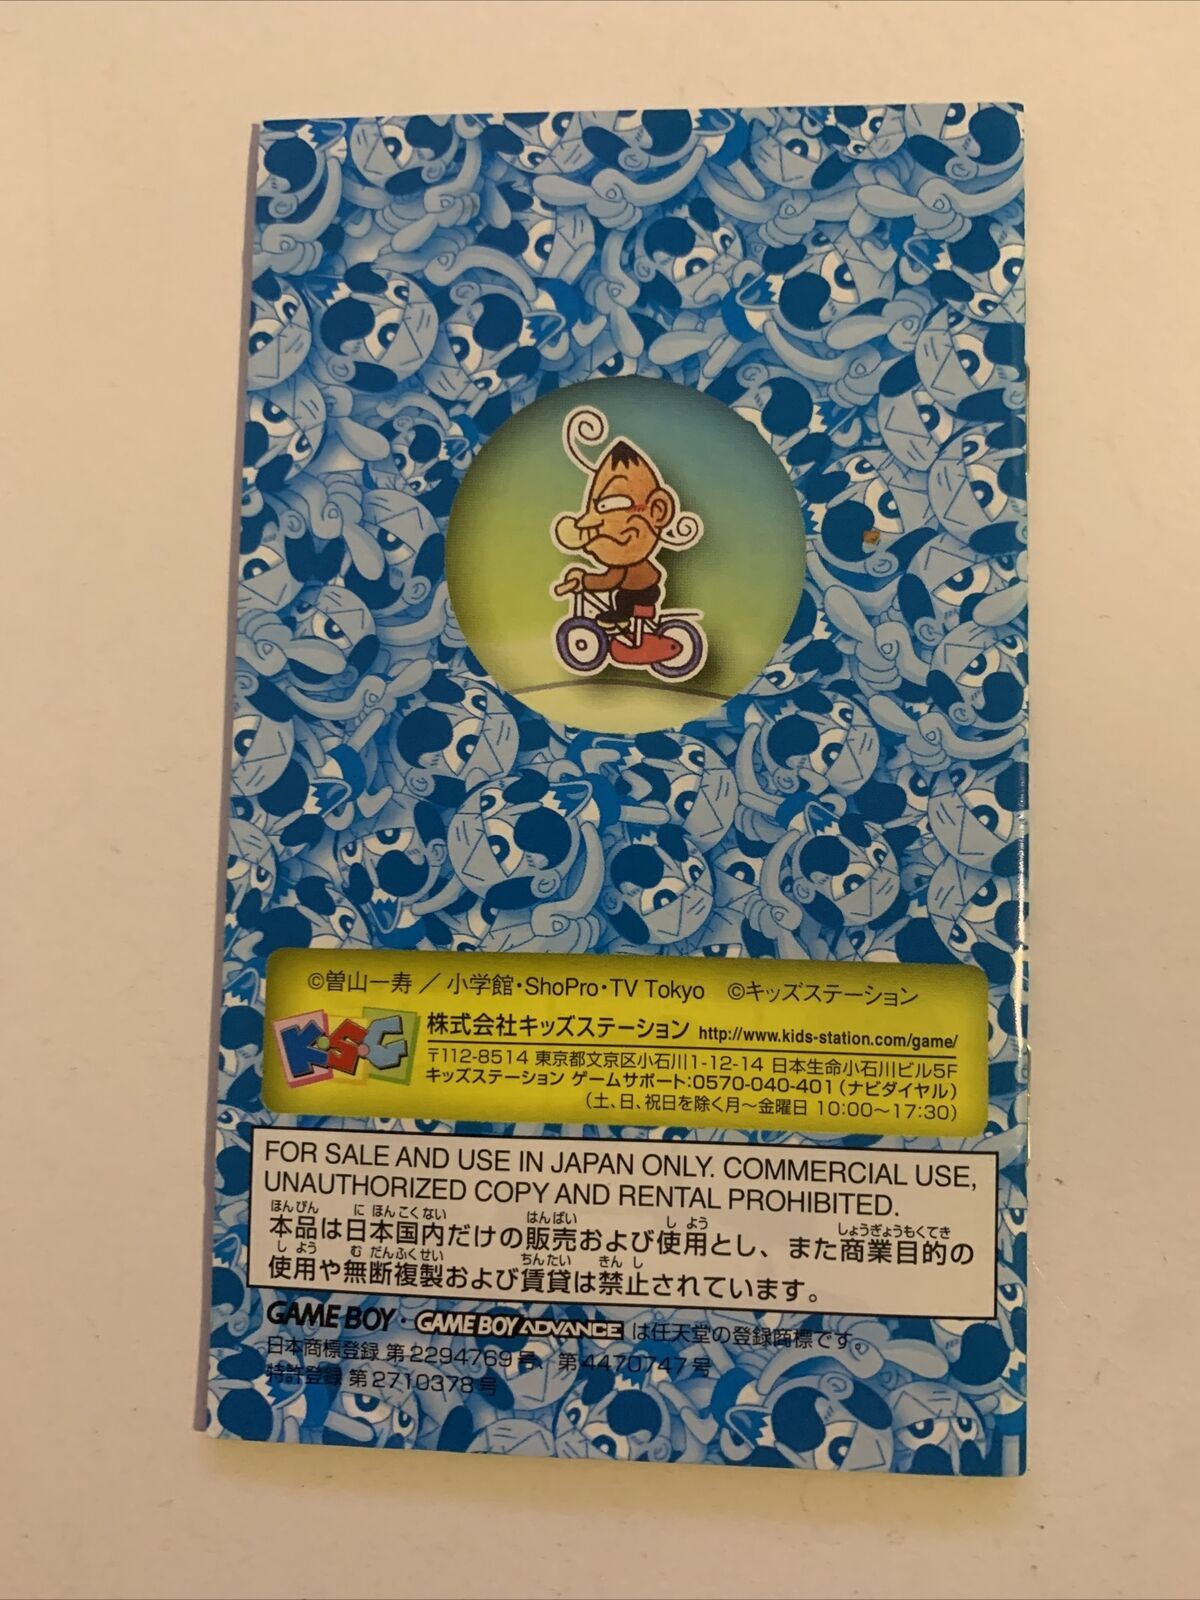 ©曽山一寿／小学館・ShoPro・TV Tokyo ©キッズステーション
K・S・G
株式会社キッズステーション http://www.kids-station.com/game/
〒112-8514 東京都文京区小石川1-12-14 日本生命小石川ビル5F
キッズステーション ゲームサポート:0570-040-401(ナビダイヤル)
(土、日、祝日を除く月〜金曜日 10:00〜17:30)
FOR SALE AND USE IN JAPAN ONLY. COMMERCIAL USE,
UNAUTHORIZED COPY AND RENTAL PROHIBITED.
ほんぴん にほんこくない はんばい しよう しょうぎょうもくてき
本品は日本国内だけの販売および使用とし、また商業目的の
しよう むだんふくせい ちんたい きんし
使用や無断複製および賃貸は禁止されています。
GAME BOY・GAME BOY ADVANCE は任天堂の登録商標です。
日本商標登録 第2294769号、第4470747号
特許登録 第2710378号